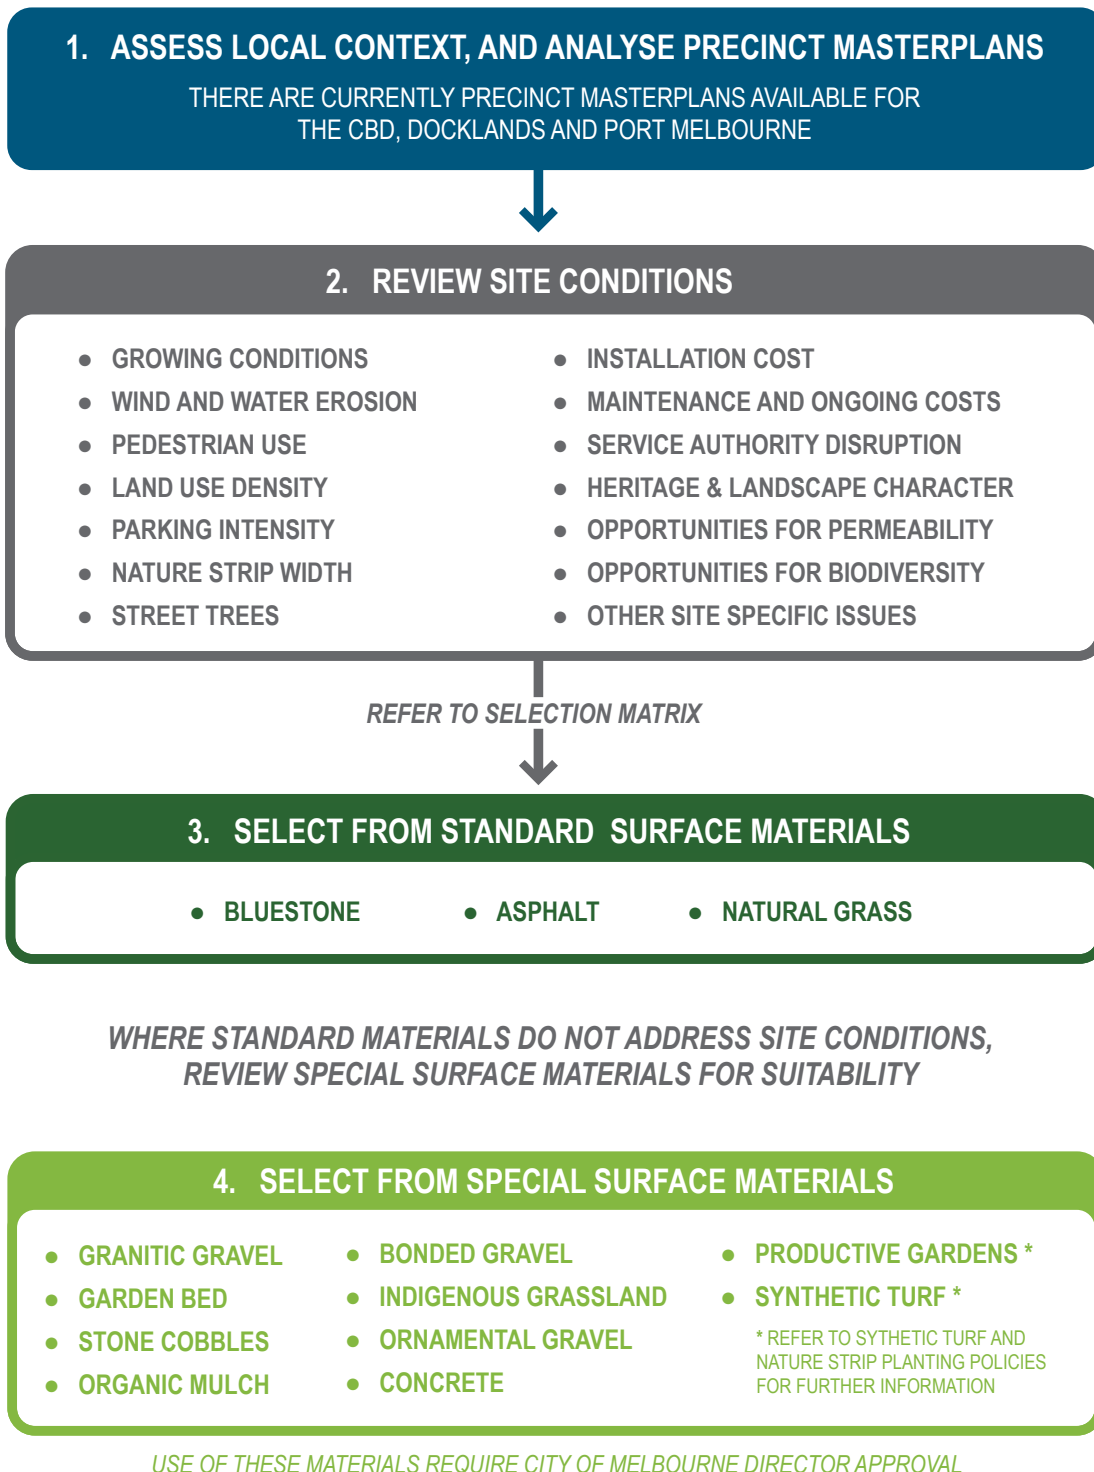 1. ASSESS LOCAL CONTEXT, AND ANALYSE PRECINCT MASTERPLANS
THERE ARE CURRENTLY PRECINCT MASTERPLANS AVAILABLE FOR
THE CBD, DOCKLANDS AND PORT MELBOURNE
2. REVIEW SITE CONDITIONS
● GROWING CONDITIONS
● WIND AND WATER EROSION
● PEDESTRIAN USE
● LAND USE DENSITY
● PARKING INTENSITY
● NATURE STRIP WIDTH
● STREET TREES
● INSTALLATION COST
● MAINTENANCE AND ONGOING COSTS
● SERVICE AUTHORITY DISRUPTION
● HERITAGE & LANDSCAPE CHARACTER
● OPPORTUNITIES FOR PERMEABILITY
● OPPORTUNITIES FOR BIODIVERSITY
● OTHER SITE SPECIFIC ISSUES
REFER TO SELECTION MATRIX
3. SELECT FROM STANDARD SURFACE MATERIALS
● BLUESTONE ● ASPHALT ● NATURAL GRASS
WHERE STANDARD MATERIALS DO NOT ADDRESS SITE CONDITIONS,
REVIEW SPECIAL SURFACE MATERIALS FOR SUITABILITY
4. SELECT FROM SPECIAL SURFACE MATERIALS
● GRANITIC GRAVEL
● GARDEN BED
● STONE COBBLES
● ORGANIC MULCH
● BONDED GRAVEL
● INDIGENOUS GRASSLAND
● ORNAMENTAL GRAVEL
● CONCRETE
● PRODUCTIVE GARDENS *
● SYNTHETIC TURF *
* REFER TO SYTHETIC TURF AND
NATURE STRIP PLANTING POLICIES
FOR FURTHER INFORMATION
USE OF THESE MATERIALS REQUIRE CITY OF MELBOURNE DIRECTOR APPROVAL